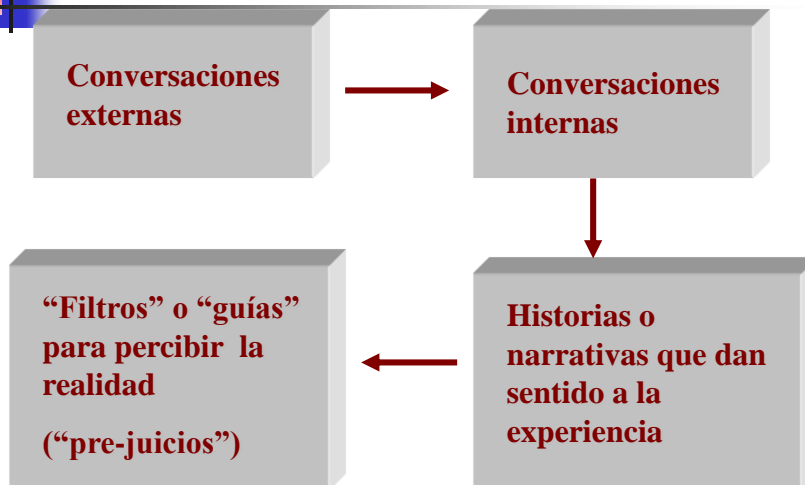 Conversaciones
externas
Conversaciones
internas
“Filtros” o “guías”
para percibir la
realidad
(“pre-juicios”)
Historias o
narrativas que dan
sentido a la
experiencia